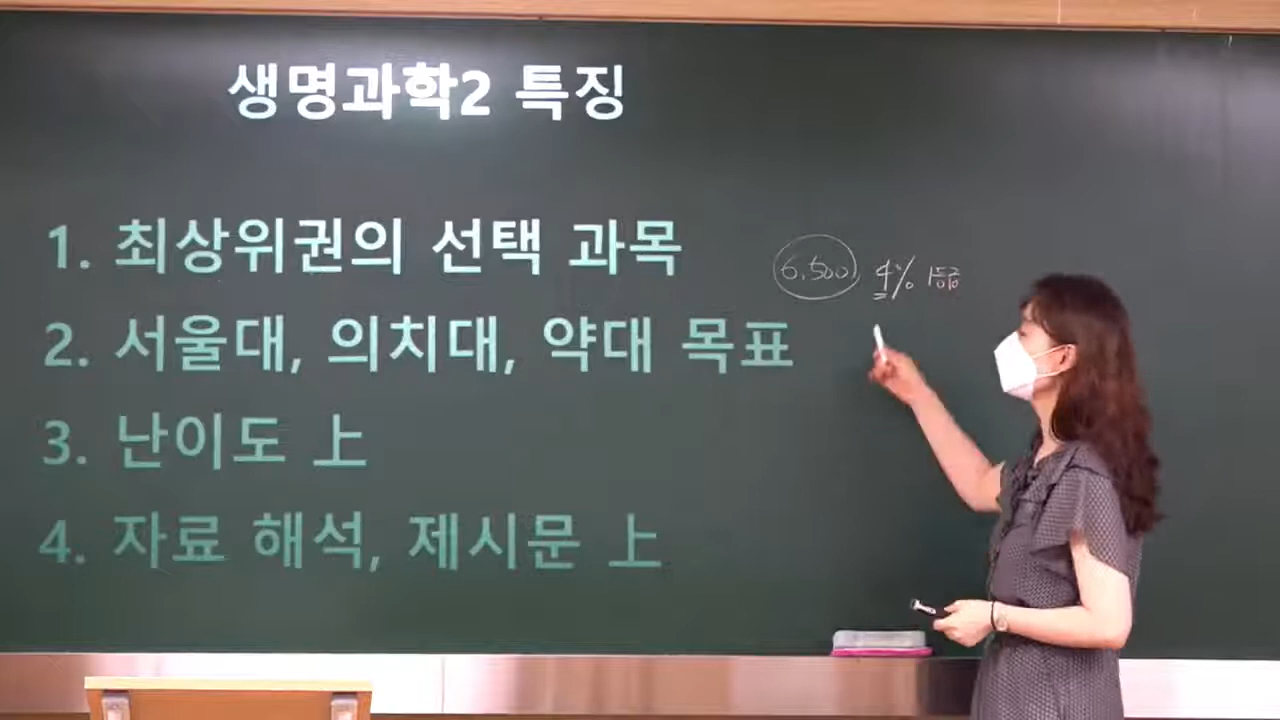 생명과학2 특징
1. 최상위권의 선택 과목
6,500 4% 1등급
2. 서울대, 의치대, 약대 목표
3. 난이도 上
4. 자료 해석, 제시문 上